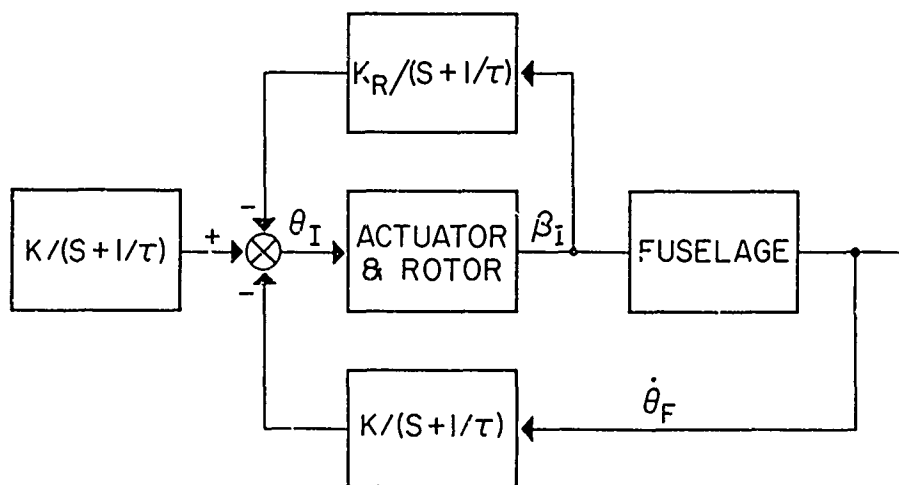 K_R/(S+1/τ)
K/(S+1/τ)
+
-
-
θ_I
ACTUATOR
& ROTOR
β_I
FUSELAGE
K/(S+1/τ)
θ̇_F